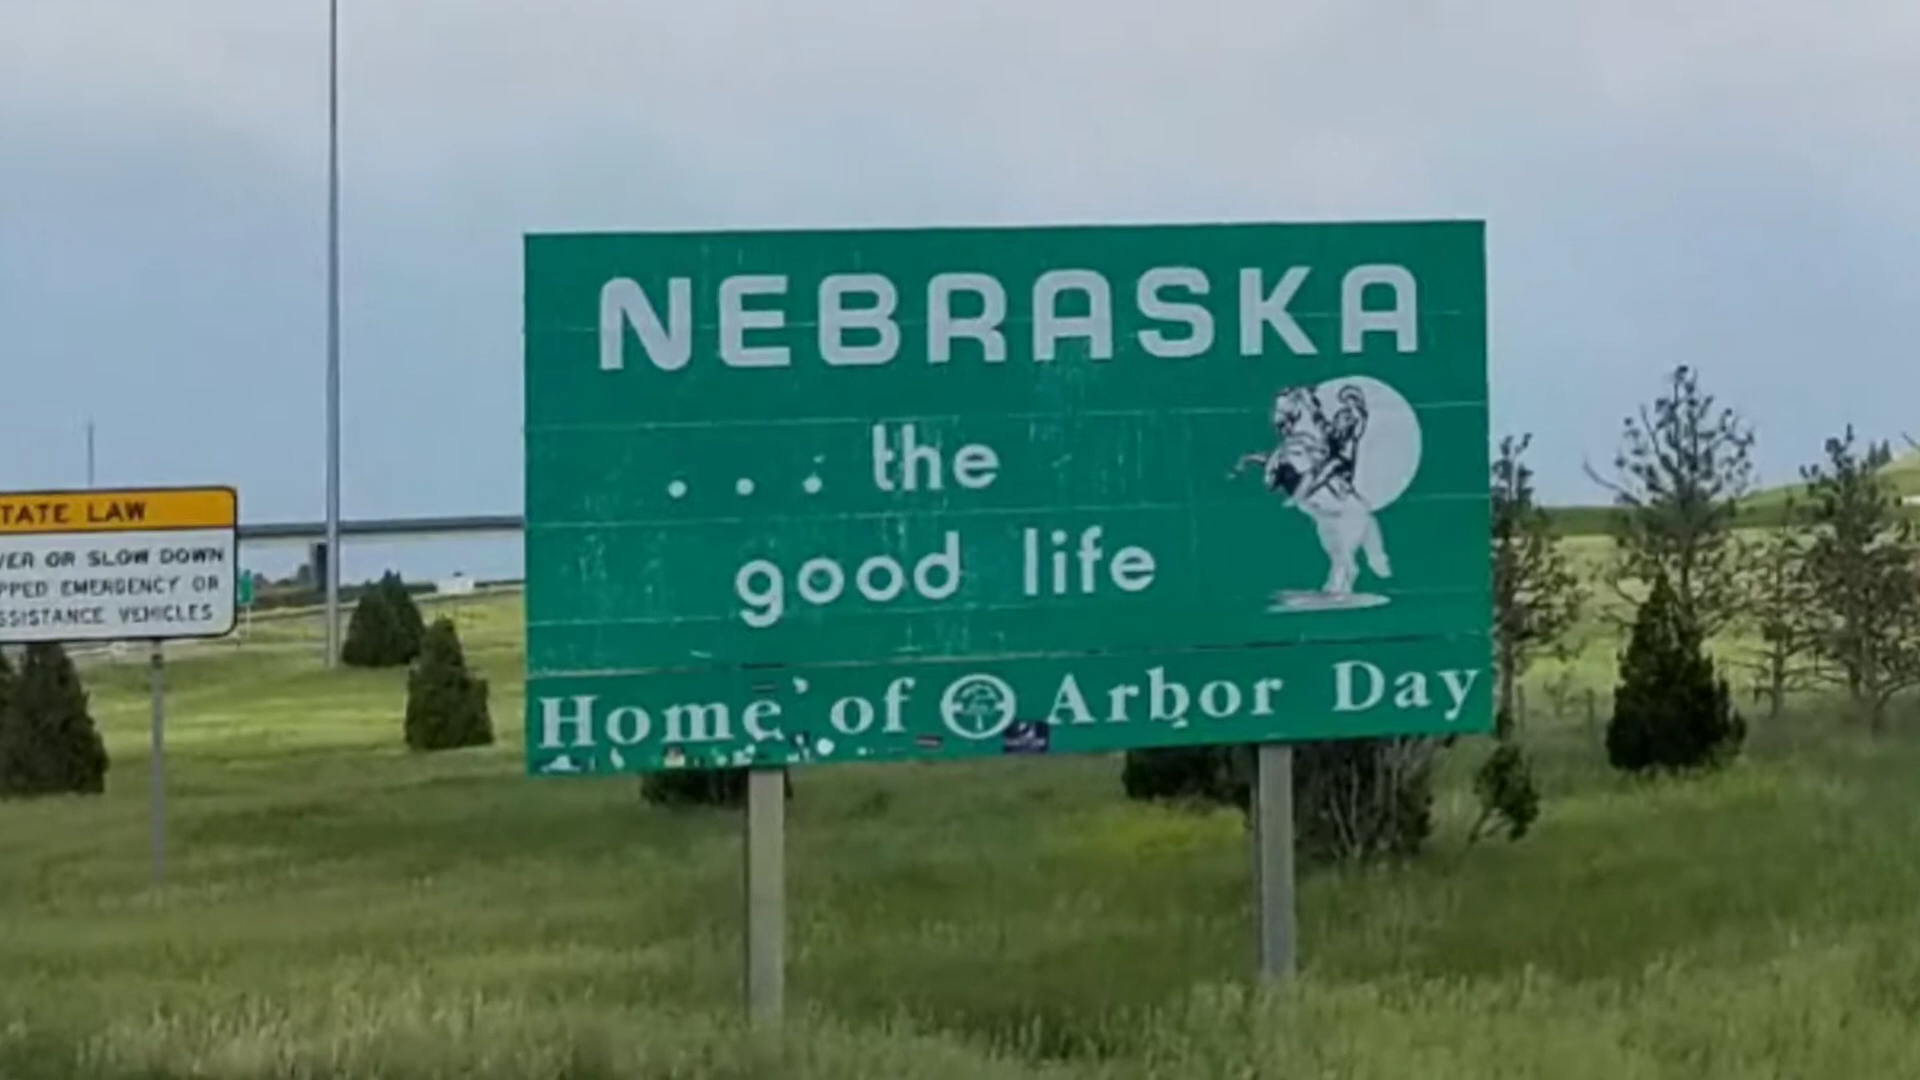 NEBRASKA
... the
good life
Home of Arbor Day
TATE LAW
VER OR SLOW DOWN
PPED EMERGENCY OR
SSISTANCE VEHICLES